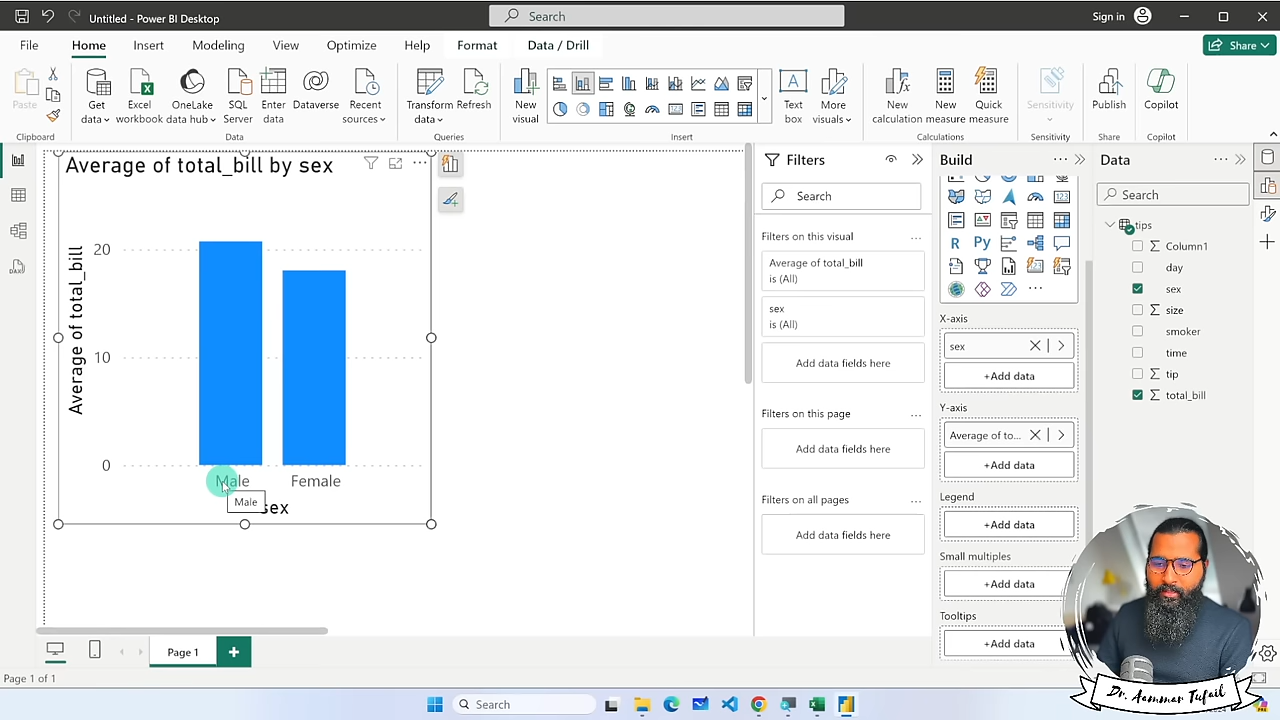 Untitled - Power BI Desktop
Search
Sign in
File
Home
Insert
Modeling
View
Optimize
Help
Format
Data / Drill
Share
Paste
Get data
Excel workbook
OneLake data hub
SQL Server
Enter data
Dataverse
Recent sources
Transform data
Refresh
New visual
Text box
More visuals
New calculation
New measure
Quick measure
Sensitivity
Publish
Copilot
Clipboard
Data
Queries
Insert
Calculations
Sensitivity
Share
Copilot
Average of total_bill by sex
Average of total_bill
20
10
0
Male
Female
Male
sex
Filters
Search
Filters on this visual
Average of total_bill
is (All)
sex
is (All)
Add data fields here
Filters on this page
Add data fields here
Filters on all pages
Add data fields here
Build
R
Py
123
X-axis
sex
+Add data
Y-axis
Average of to...
+Add data
Legend
+Add data
Small multiples
+Add data
Tooltips
+Add data
Data
Search
tips
Column1
day
sex
size
smoker
time
tip
total_bill
Page 1
Page 1 of 1
Search
Dr. Aammar Tufail